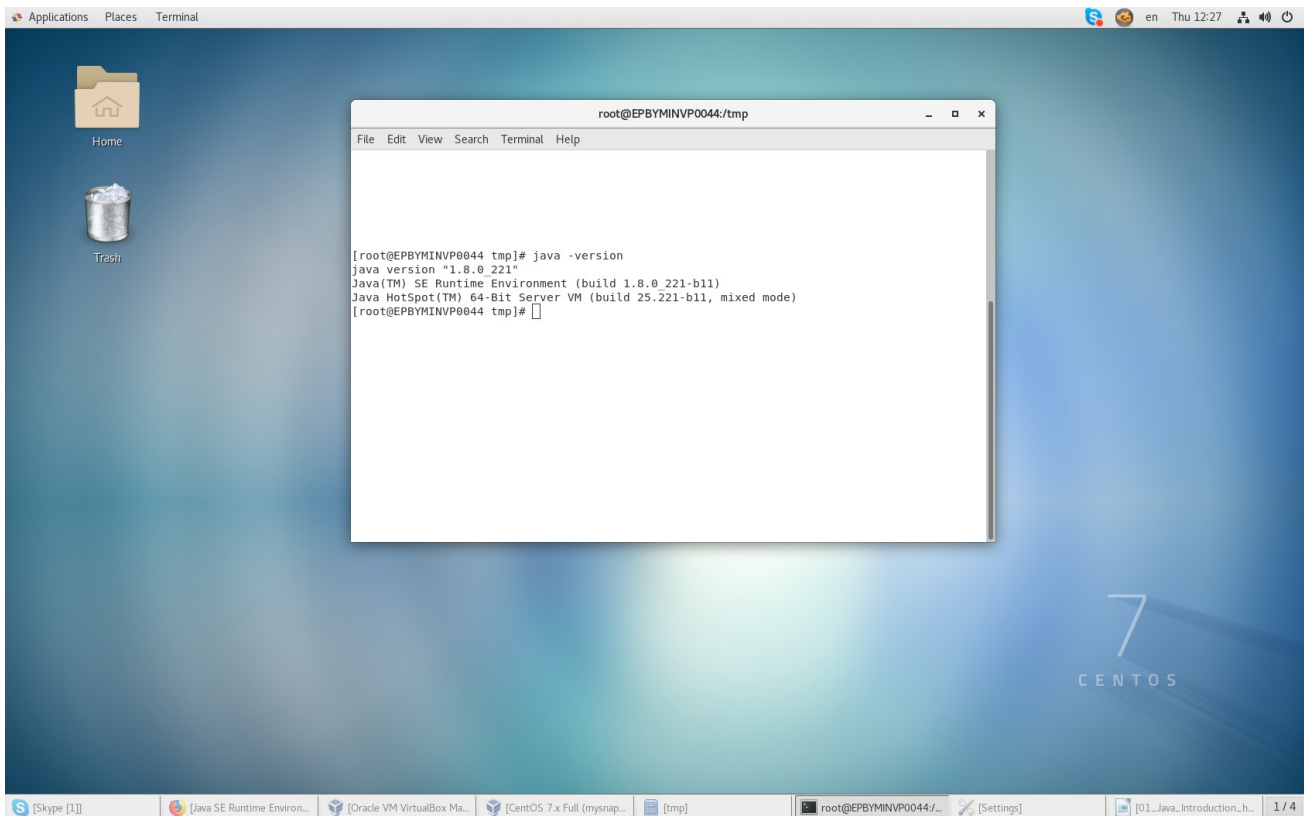 Applications Places Terminal
en Thu 12:27
Home
Trash
root@EPBYMINVP0044:/tmp
File Edit View Search Terminal Help
[root@EPBYMINVP0044 tmp]# java -version
java version "1.8.0_221"
Java(TM) SE Runtime Environment (build 1.8.0_221-b11)
Java HotSpot(TM) 64-Bit Server VM (build 25.221-b11, mixed mode)
[root@EPBYMINVP0044 tmp]#
7
CENTOS
[Skype [1]] [Java SE Runtime Environ... [Oracle VM VirtualBox Ma... [CentOS 7.x Full (mysnap... [tmp] root@EPBYMINVP0044:/... [Settings] [01_Java_Introduction_h... 1 / 4